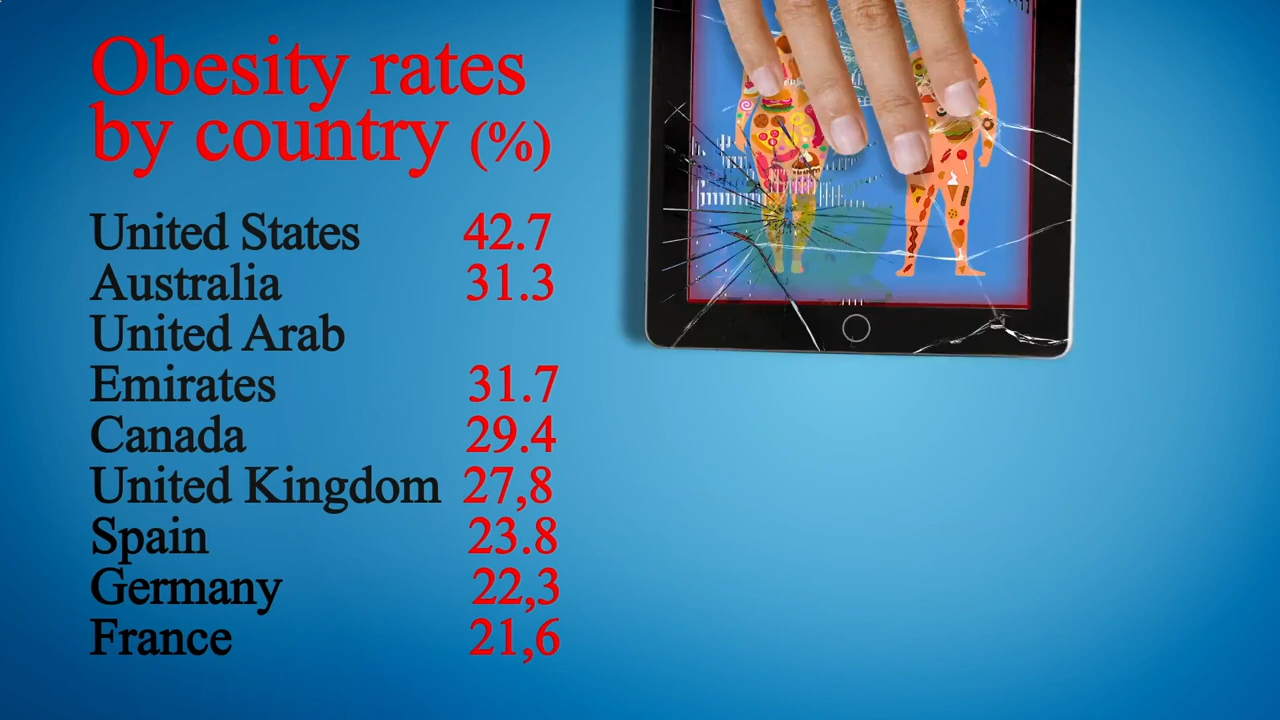 Obesity rates
by country (%)
United States 42.7
Australia 31.3
United Arab
Emirates 31.7
Canada 29.4
United Kingdom 27,8
Spain 23.8
Germany 22,3
France 21,6